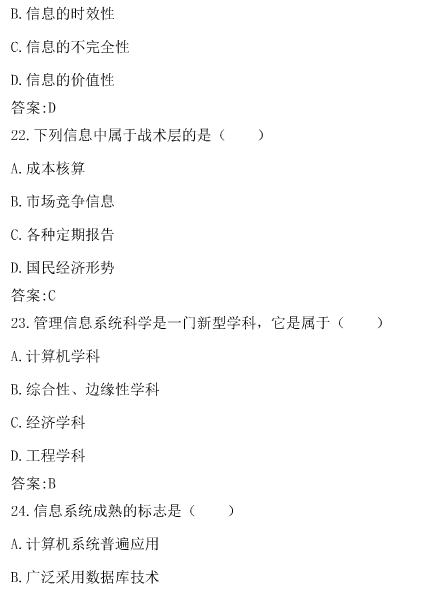 B.信息的时效性
C.信息的不完全性
D.信息的价值性
答案:D
22.下列信息中属于战术层的是（　　）
A.成本核算
B.市场竞争信息
C.各种定期报告
D.国民经济形势
答案:C
23.管理信息系统科学是一门新型学科，它是属于（　　）
A.计算机学科
B.综合性、边缘性学科
C.经济学科
D.工程学科
答案:B
24.信息系统成熟的标志是（　　）
A.计算机系统普遍应用
B.广泛采用数据库技术